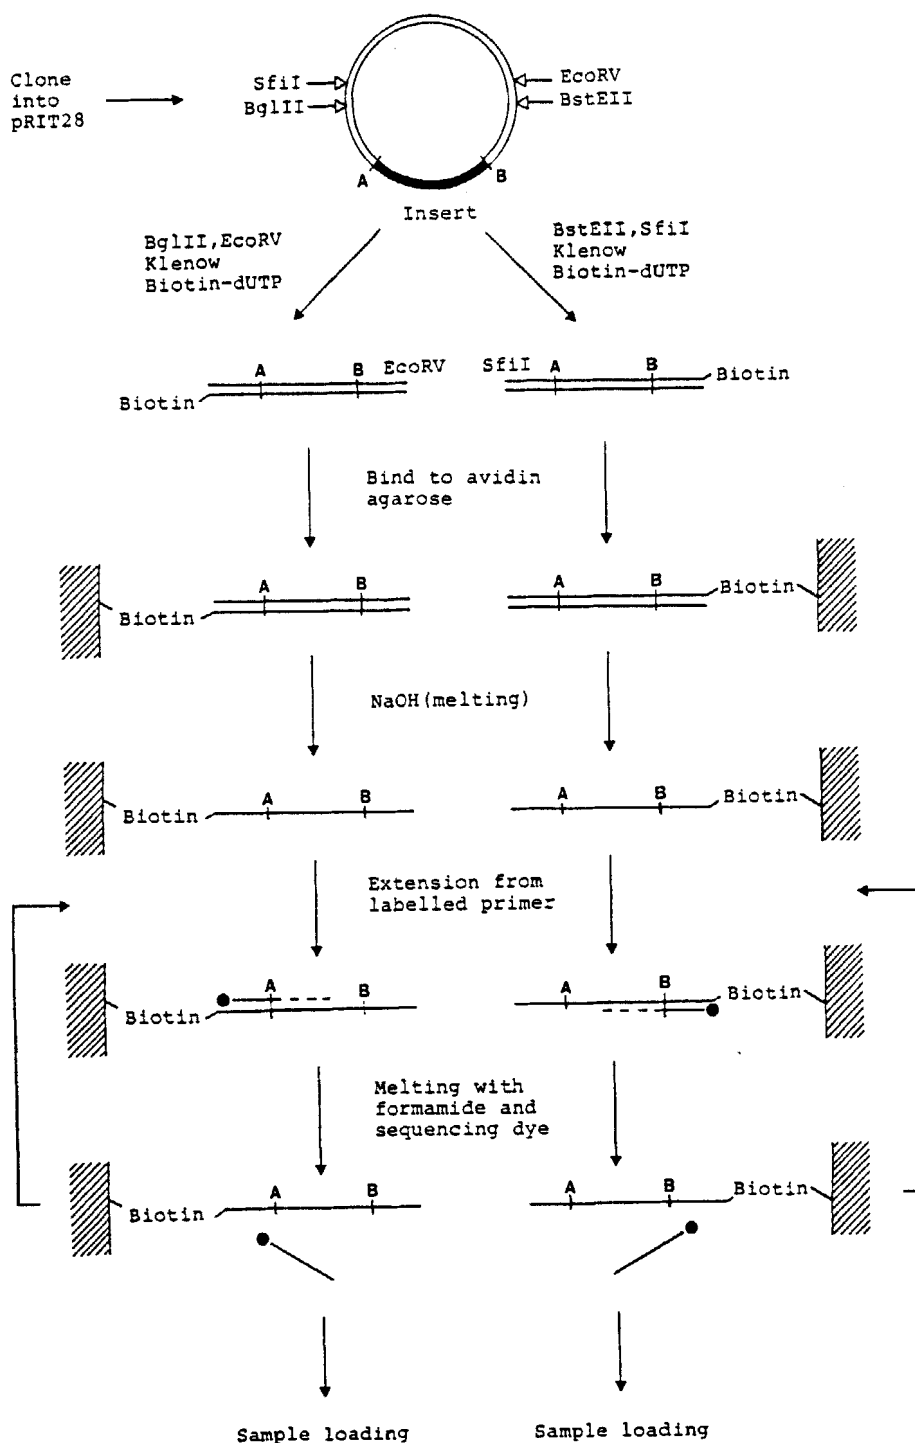 Clone
into
pRIT28
SfiI
BglII
EcoRV
BstEII
A
B
Insert
BglII,EcoRV
Klenow
Biotin-dUTP
BstEII,SfiI
Klenow
Biotin-dUTP
A B EcoRV
Biotin
SfiI A B
Biotin
Bind to avidin
agarose
A B
Biotin
A B
Biotin
NaOH(melting)
A B
Biotin
A B
Biotin
Extension from
labelled primer
A B
Biotin
A B
Biotin
Melting with
formamide and
sequencing dye
A B
Biotin
A B
Biotin
Sample loading
Sample loading